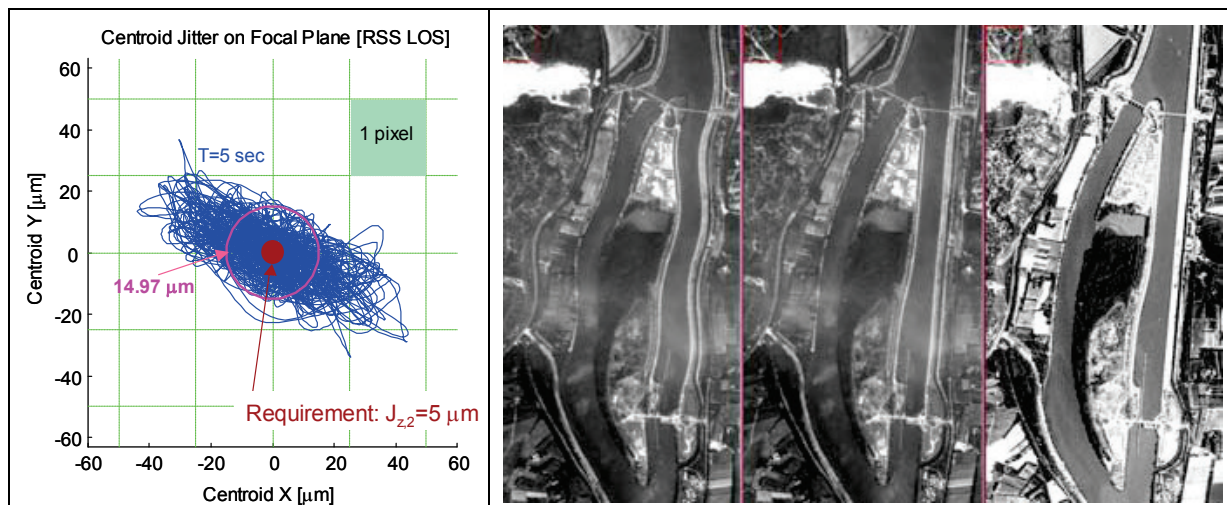 Centroid Jitter on Focal Plane [RSS LOS]
60
40
20
0
-20
-40
-60
Centroid Y [μm]
1 pixel
T=5 sec
14.97 μm
Requirement: J_{z,2}=5 μm
-60 -40 -20 0 20 40 60
Centroid X [μm]